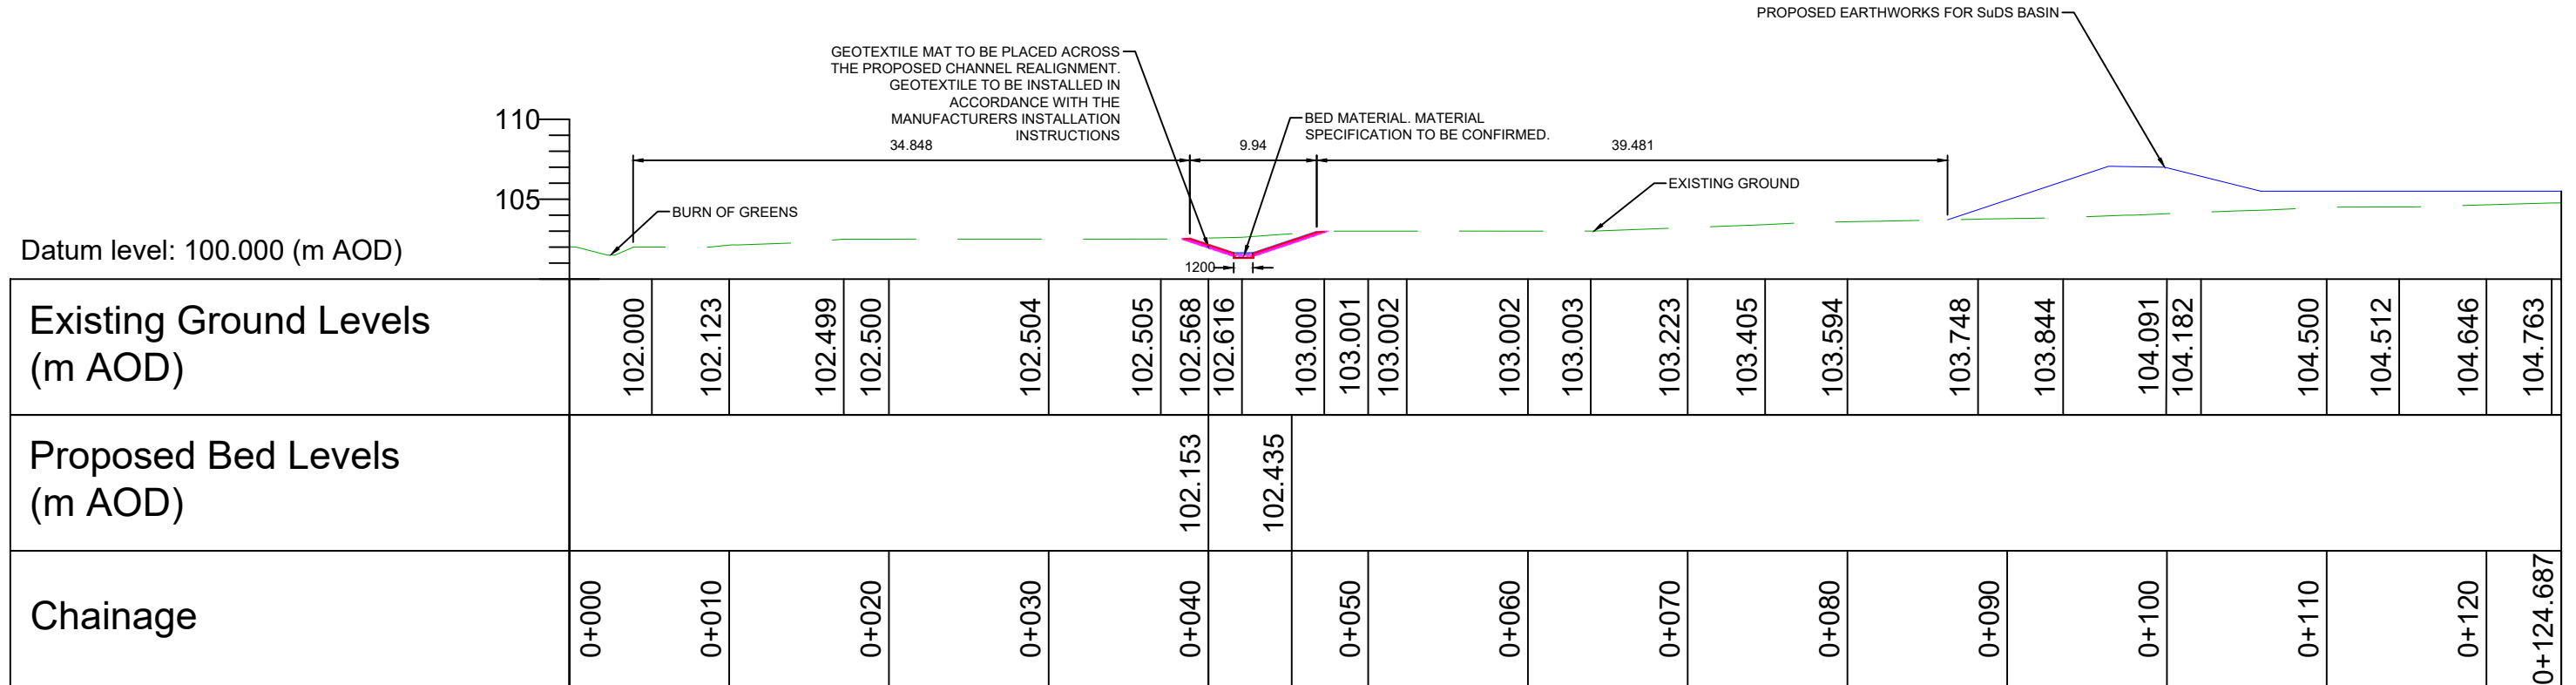 PROPOSED EARTHWORKS FOR SuDS BASIN
GEOTEXTILE MAT TO BE PLACED ACROSS
THE PROPOSED CHANNEL REALIGNMENT.
GEOTEXTILE TO BE INSTALLED IN
ACCORDANCE WITH THE
MANUFACTURERS INSTALLATION
INSTRUCTIONS
BED MATERIAL. MATERIAL
SPECIFICATION TO BE CONFIRMED.
110
34.848
9.94
39.481
105
EXISTING GROUND
BURN OF GREENS
Datum level: 100.000 (m AOD)
1200
Existing Ground Levels
(m AOD)
102.000
102.123
102.499
102.500
102.504
102.505
102.568
102.616
103.000
103.001
103.002
103.002
103.003
103.223
103.405
103.594
103.748
103.844
104.091
104.182
104.500
104.512
104.646
104.763
Proposed Bed Levels
(m AOD)
102.153
102.435
Chainage
0+000
0+010
0+020
0+030
0+040
0+050
0+060
0+070
0+080
0+090
0+100
0+110
0+120
0+124.687